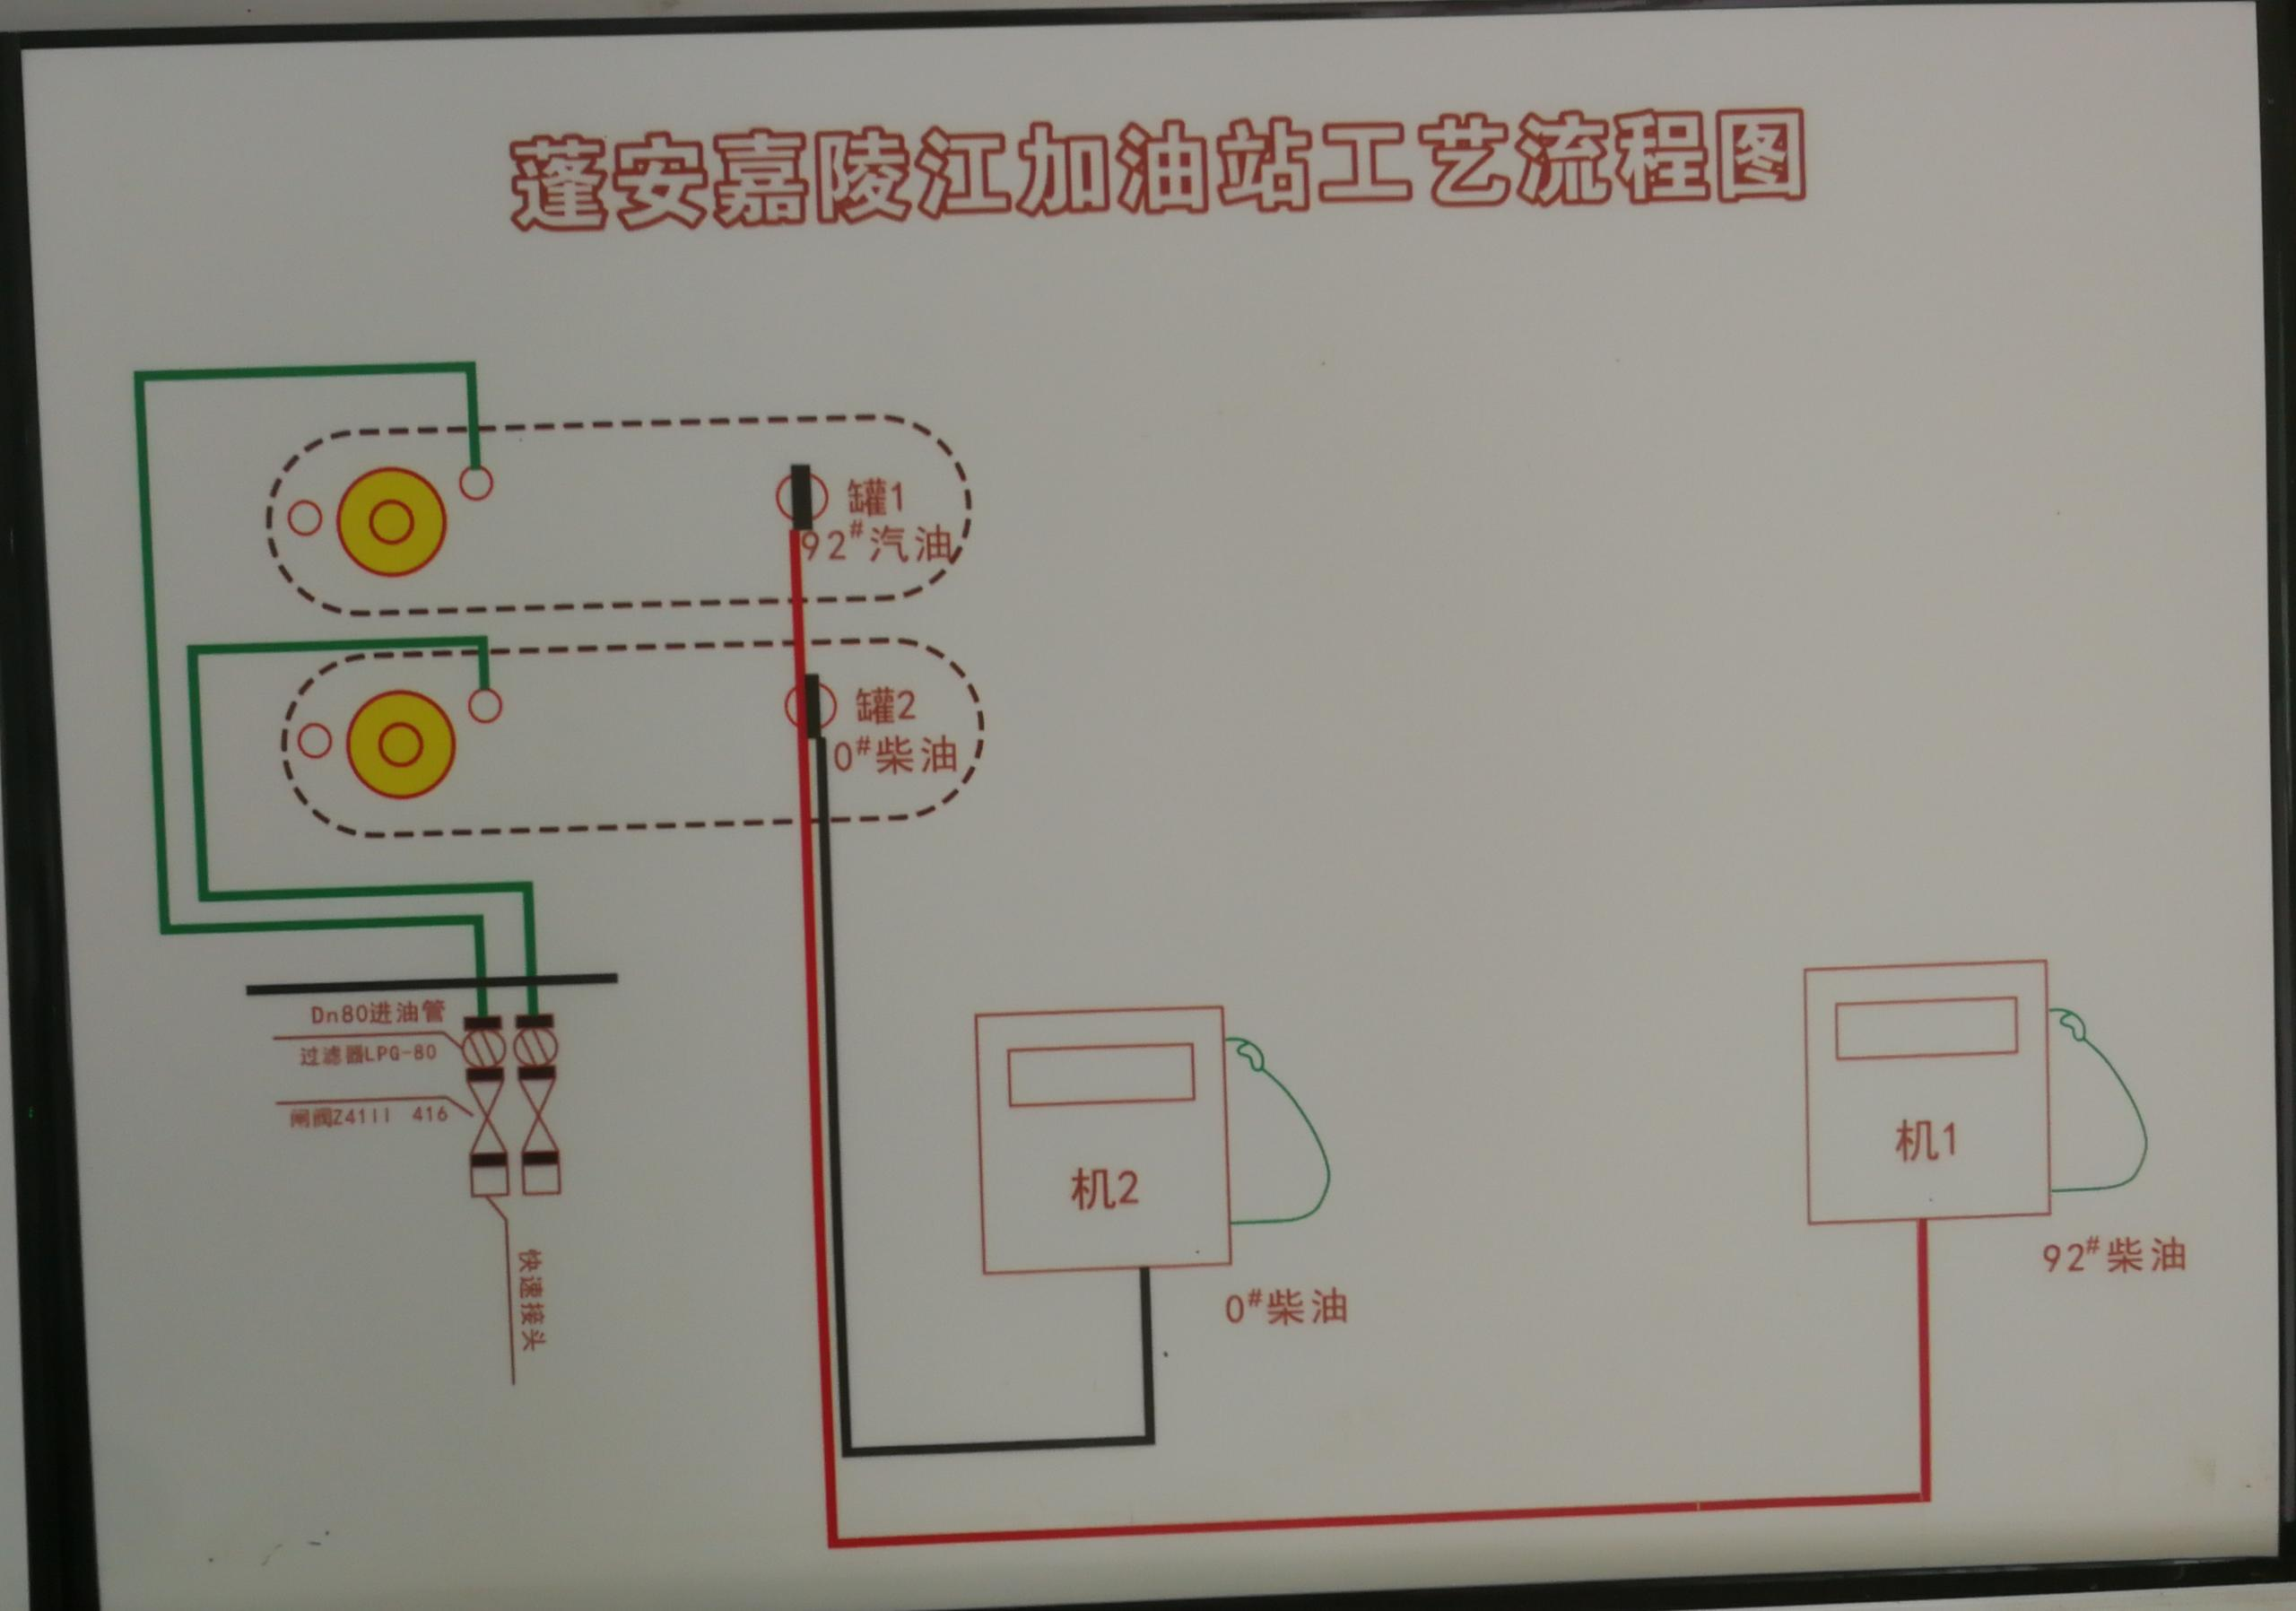 蓬安嘉陵江加油站工艺流程图
罐1
92#汽油
罐2
0#柴油
Dn80进油管
过滤器LPG-80
闸阀Z41II 416
快速接头
机2
0#柴油
机1
92#柴油